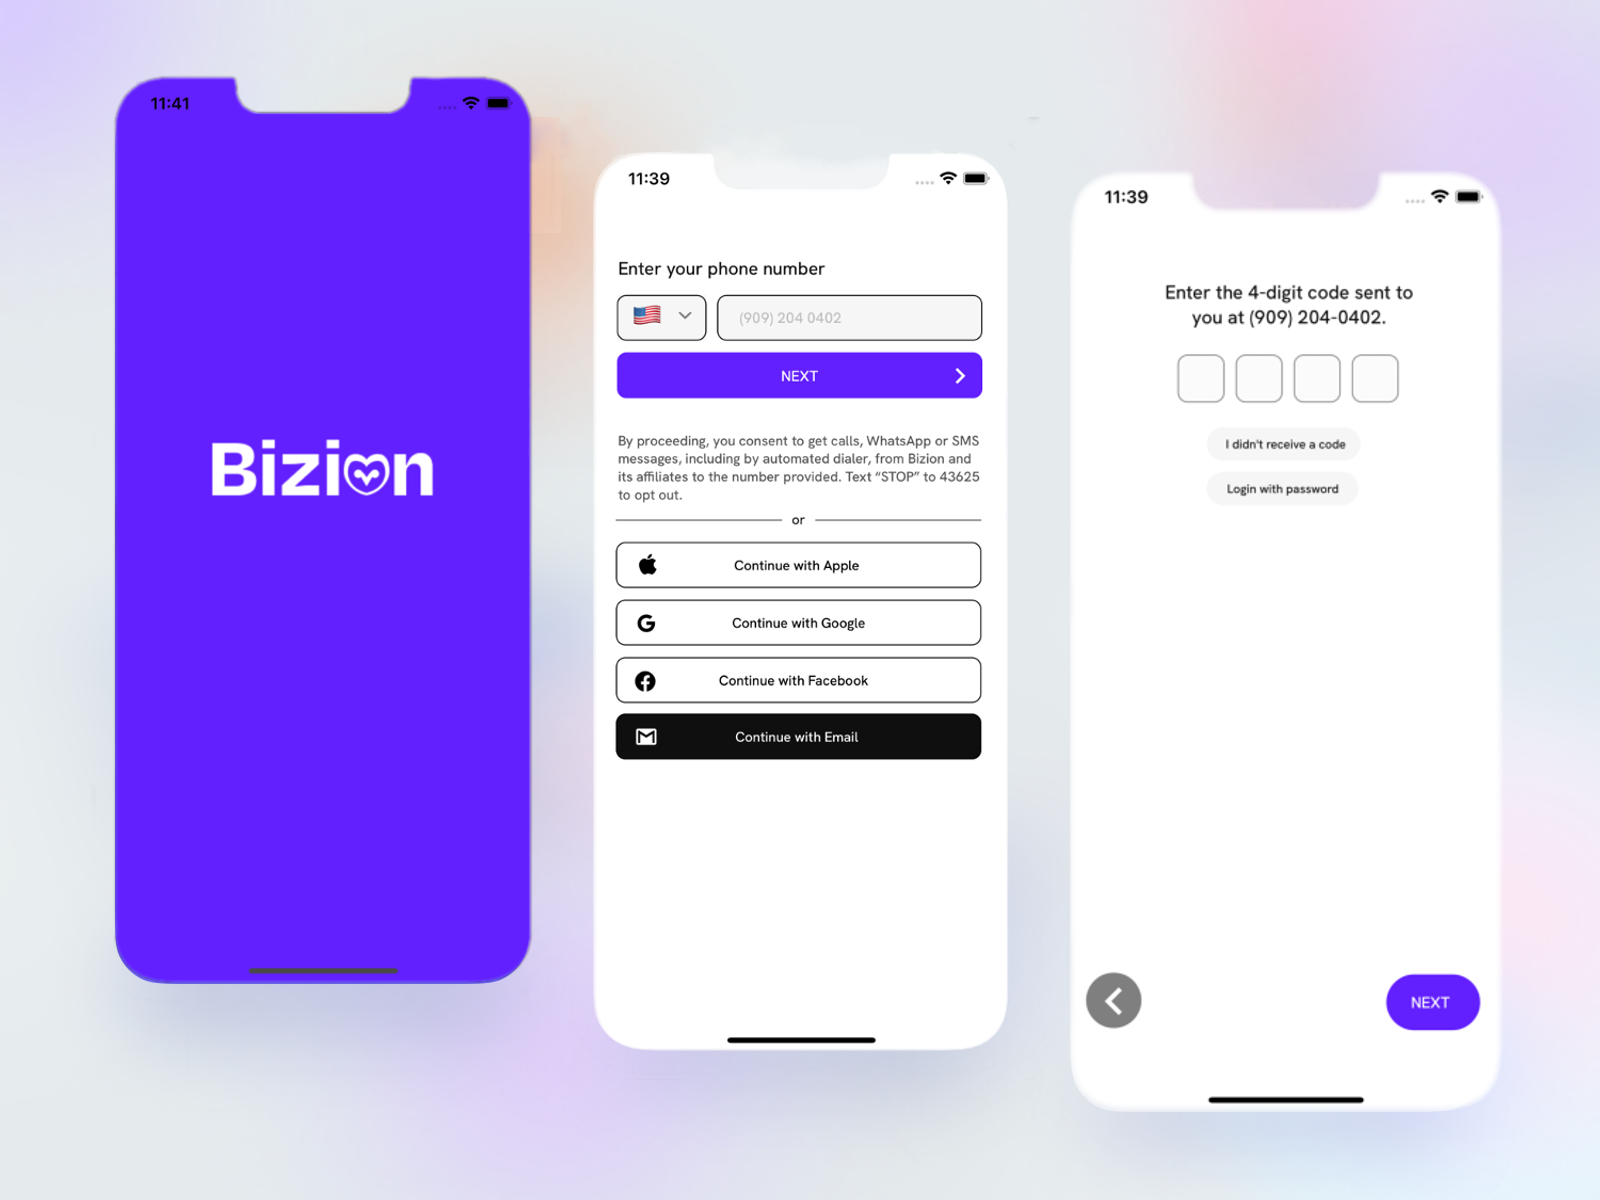 11:41
Bizion
11:39
Enter your phone number
(909) 204 0402
NEXT
By proceeding, you consent to get calls, WhatsApp or SMS
messages, including by automated dialer, from Bizion and
its affiliates to the number provided. Text “STOP” to 43625
to opt out.
or
Continue with Apple
Continue with Google
Continue with Facebook
Continue with Email
11:39
Enter the 4-digit code sent to
you at (909) 204-0402.
I didn't receive a code
Login with password
NEXT